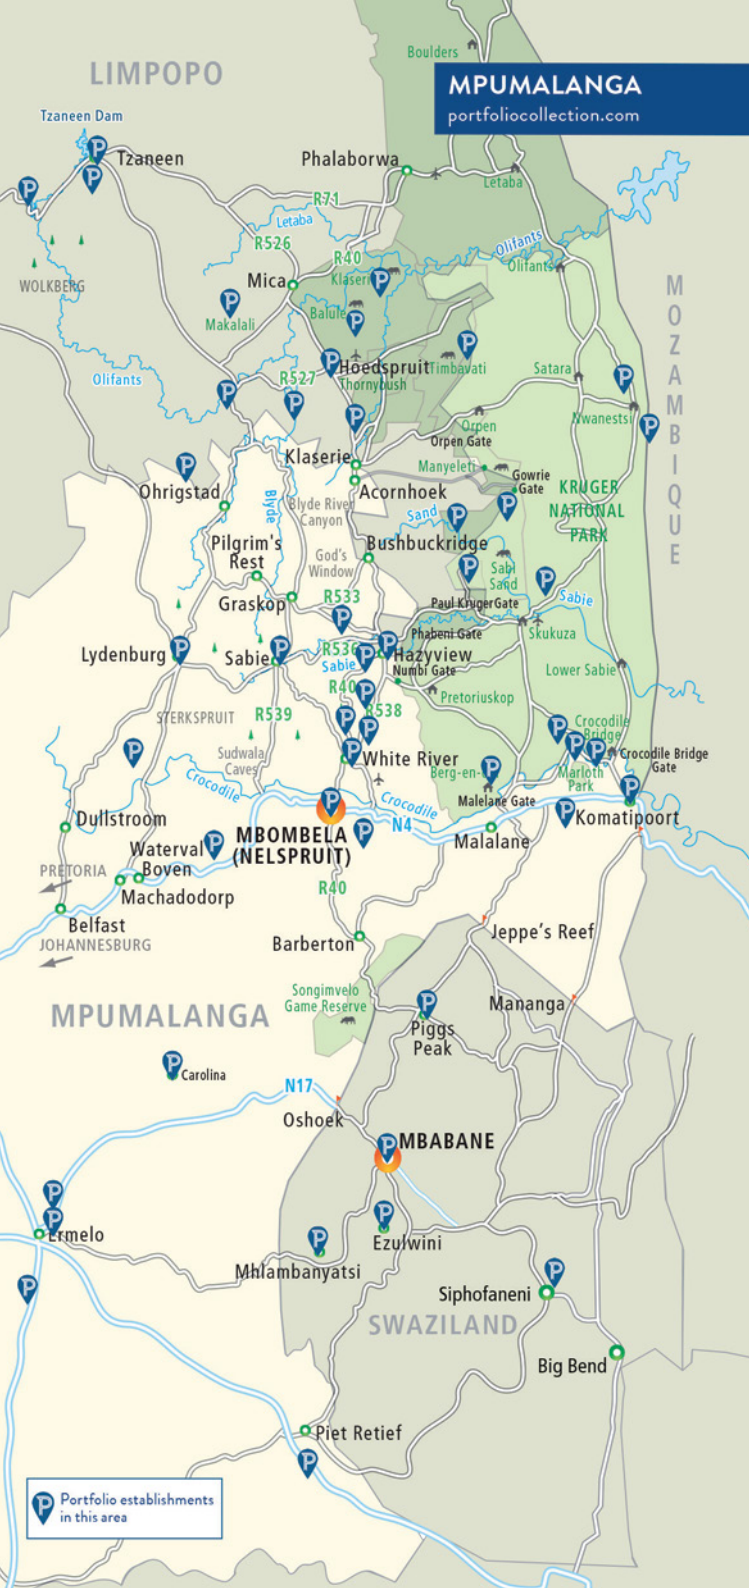 Boulders
LIMPOPO
MPUMALANGA
portfoliocollection.com
Tzaneen Dam
Tzaneen
Phalaborwa
Letaba
R71
Letaba
R526
Olifants
R40
Olifants
WOLKBERG
Mica
Klaseri
MOZAMBIQUE
Makalali
Balule
Hoedspruit
Timbavati
Satara
Olifants
R527
Thornybush
Nwanestsi
Orpen
Orpen Gate
Klaserie
Manyeleti
Gowrie
Gate
Ohrigstad
Acornhoek
KRUGER
NATIONAL
PARK
Blyde
Blyde River
Canyon
Sand
Pilgrim's
Rest
God's
Window
Bushbuckridge
Sabi
Sand
Graskop
R533
Paul Kruger Gate
Sabie
Phabeni Gate
Skukuza
Lydenburg
Sabie
R536
Sabie
Hazyview
Numbi Gate
Lower Sabie
R40
Pretoriuskop
STERKSPRUIT
R539
R538
Crocodile
Bridge
Sudwala
Caves
White River
Crocodile Bridge
Gate
Berg-en-
Marloth
Park
Crocodile
Malelane Gate
Crocodile
Dullstroom
MBOMBELA
(NELSPRUIT)
N4
Komatipoort
Malalane
Waterval
Boven
PRETORIA
Machadodorp
R40
Belfast
JOHANNESBURG
Barberton
Jeppe's Reef
Songimvelo
Game Reserve
Mananga
MPUMALANGA
Piggs
Peak
Carolina
N17
Oshoek
MBABANE
Ermelo
Ezulwini
Mhlambanyatsi
Siphofaneni
SWAZILAND
Big Bend
Piet Retief
Portfolio establishments
in this area